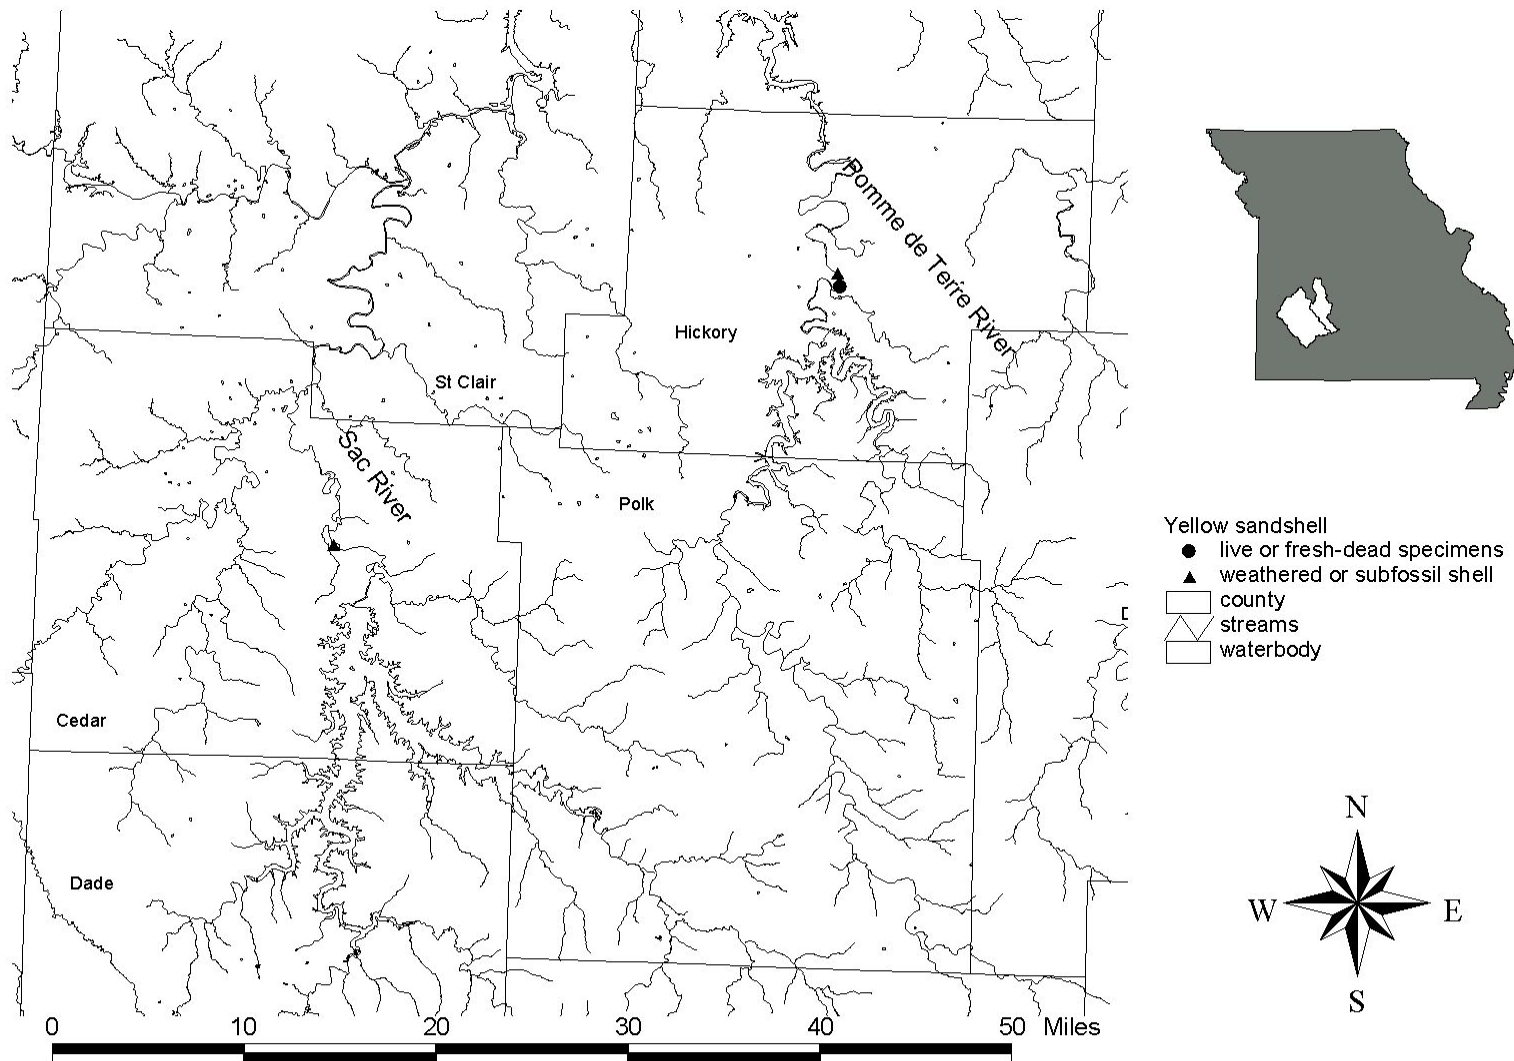 Pomme de Terre River
Hickory
St Clair
Sac River
Polk
Cedar
Dade
D
Yellow sandshell
live or fresh-dead specimens
weathered or subfossil shell
county
streams
waterbody
N
W E
S
0 10 20 30 40 50 Miles